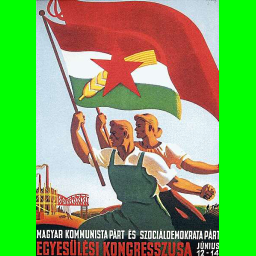 MAGYAR KOMMUNISTA PÁRT ÉS SZOCIÁLDEMOKRATA PÁRT
EGYESÜLÉSI KONGRESSZUSA JÚNIUS
12-14